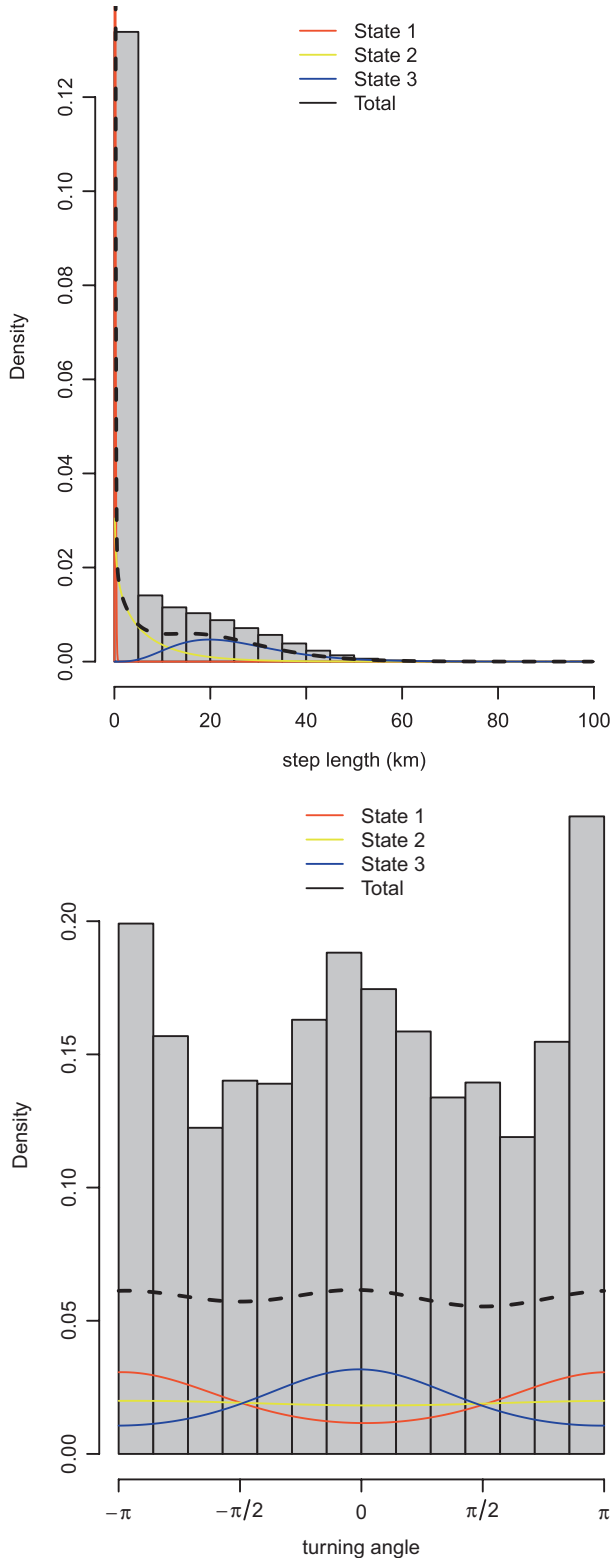 State 1
State 2
State 3
Total
Density
0.12
0.10
0.08
0.06
0.04
0.02
0.00
0 20 40 60 80 100
step length (km)
State 1
State 2
State 3
Total
Density
0.20
0.15
0.10
0.05
0.00
−π −π/2 0 π/2 π
turning angle